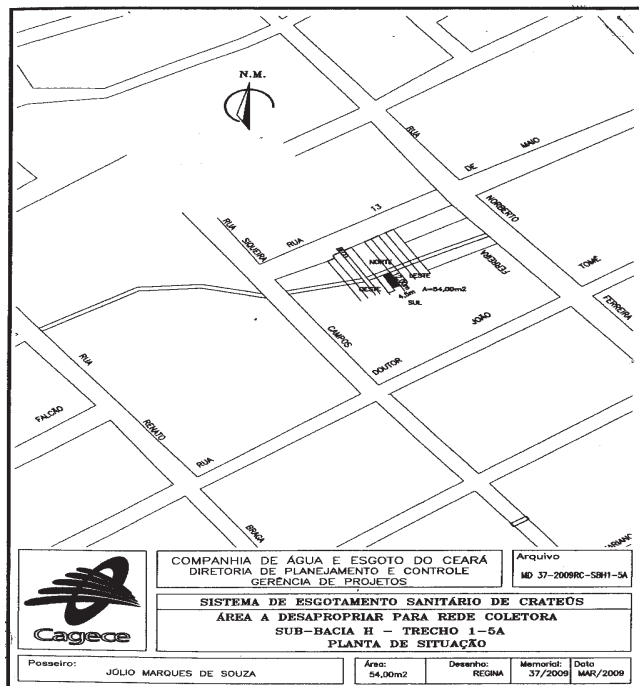 N.M.
RUA
DE
MAIO
NORBERTO
TOMÉ
FERREIRA
RUA
SIQUEIRA
RUA
13
BECO
NORTE
LESTE
OESTE
4,5m
A=54,00m2
SUL
FERREIRA
JOÃO
DOUTOR
CAMPOS
RUA
FALCÃO
RENATO
RUA
BRAGA
Cagece
COMPANHIA DE ÁGUA E ESGOTO DO CEARÁ
DIRETORIA DE PLANEJAMENTO E CONTROLE
GERÊNCIA DE PROJETOS
Arquivo
MD 37-2009RC-SBH1-5A
SISTEMA DE ESGOTAMENTO SANITÁRIO DE CRATEÚS
ÁREA A DESAPROPRIAR PARA REDE COLETORA
SUB-BACIA H - TRECHO 1-5A
PLANTA DE SITUAÇÃO
Posseiro:
JÚLIO MARQUES DE SOUZA
Área:
54,00m2
Desenho:
REGINA
Memorial:
37/2009
Data
MAR/2009